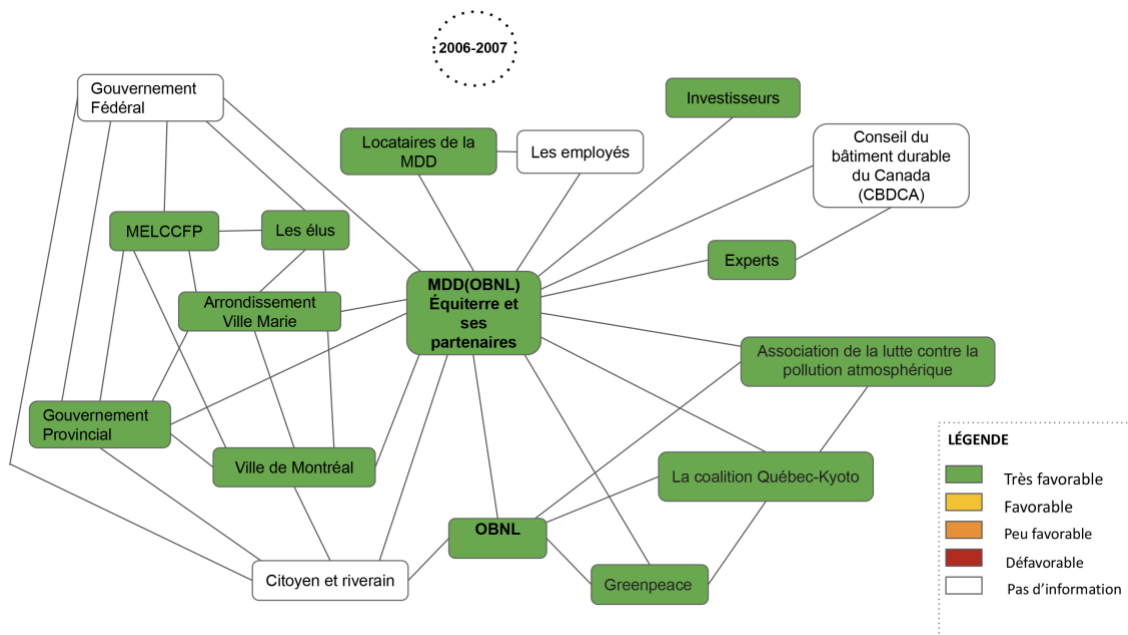 2006-2007
Gouvernement
Fédéral
Investisseurs
Locataires de la
MDD
Les employés
Conseil du
bâtiment durable
du Canada
(CBDCA)
MELCCFP
Les élus
Experts
MDD(OBNL)
Équiterre et
ses
partenaires
Arrondissement
Ville Marie
Association de la lutte contre la
pollution atmosphérique
Gouvernement
Provincial
Ville de Montréal
La coalition Québec-Kyoto
OBNL
Citoyen et riverain
Greenpeace
LÉGENDE
Très favorable
Favorable
Peu favorable
Défavorable
Pas d’information